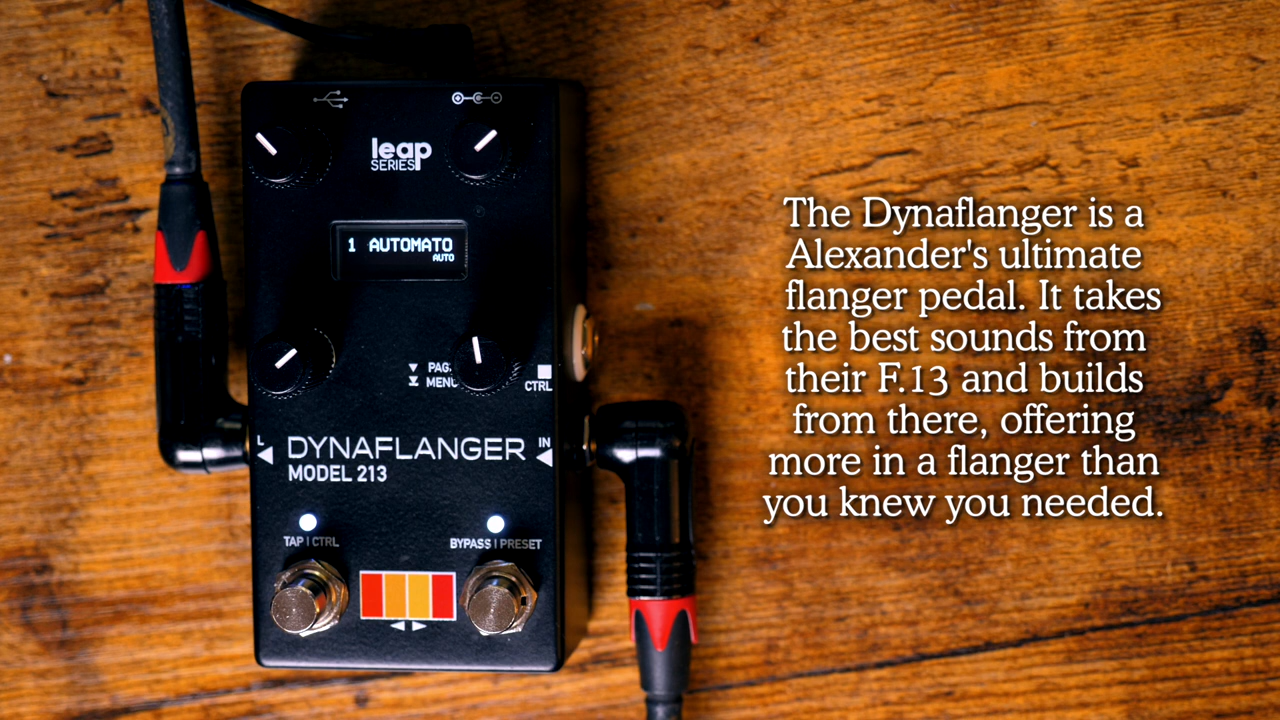 leap
SERIES
1 AUTOMATO
AUTO
MENU
CTRL
L
DYNAFLANGER
IN
MODEL 213
TAP | CTRL
BYPASS | PRESET
The Dynaflanger is a
Alexander's ultimate
flanger pedal. It takes
the best sounds from
their F.13 and builds
from there, offering
more in a flanger than
you knew you needed.